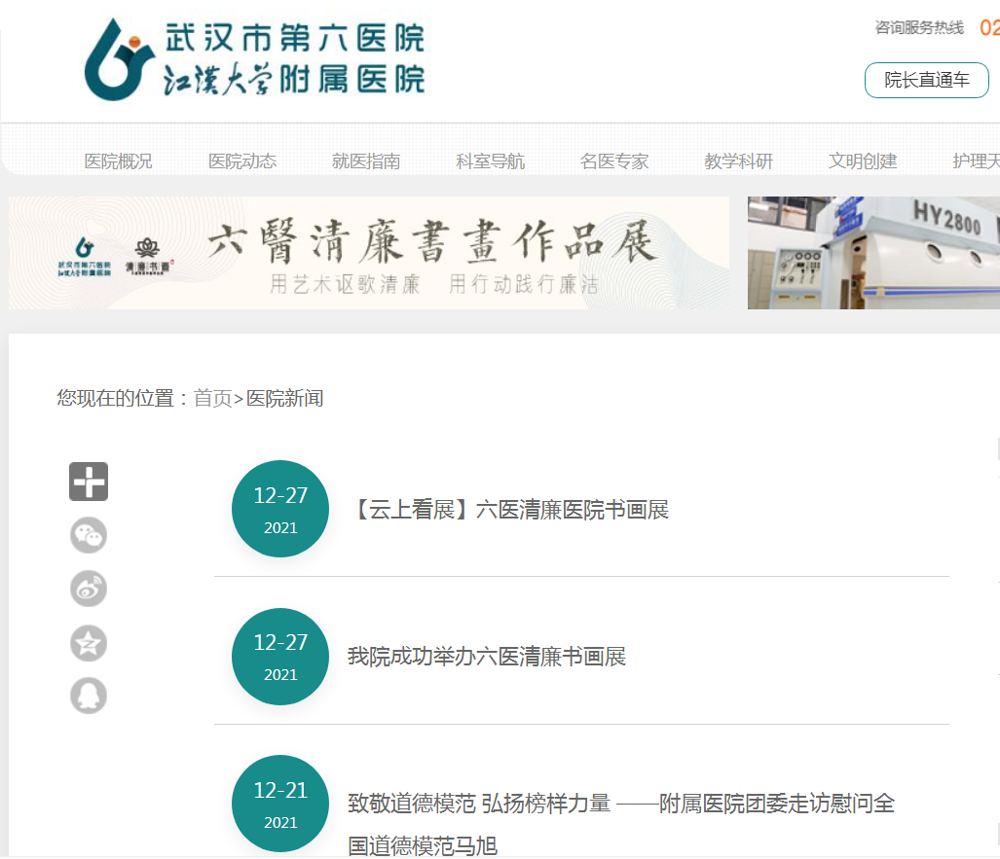 武汉市第六医院
江漢大学附属医院
咨询服务热线 02
院长直通车
医院概况 医院动态 就医指南 科室导航 名医专家 教学科研 文明创建 护理天
六醫清廉書畫作品展
用艺术讴歌清廉 用行动践行廉洁
武汉市第六医院
江漢大学附属医院
清廉书画
HY2800
您现在的位置：首页>医院新闻
12-27
2021
【云上看展】六医清廉医院书画展
12-27
2021
我院成功举办六医清廉书画展
12-21
2021
致敬道德模范 弘扬榜样力量 ——附属医院团委走访慰问全
国道德模范马旭